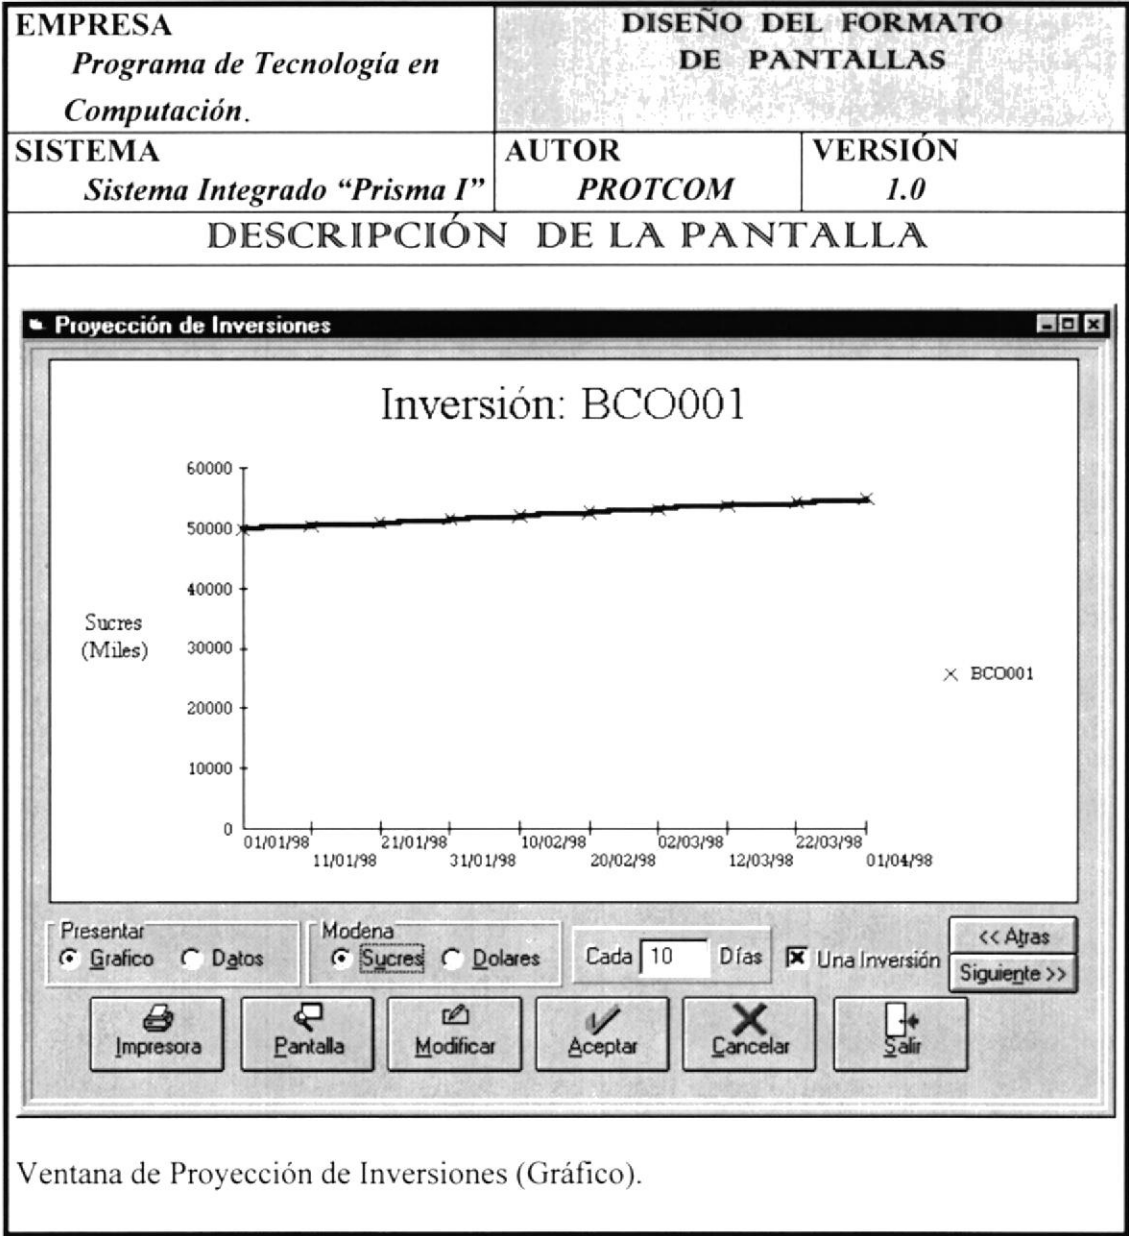 EMPRESA
Programa de Tecnología en
Computación.
DISEÑO DEL FORMATO
DE PANTALLAS
SISTEMA
Sistema Integrado “Prisma I”
AUTOR
PROTCOM
VERSIÓN
1.0
DESCRIPCIÓN DE LA PANTALLA
Proyección de Inversiones
Inversión: BCO001
60000
50000
40000
30000
20000
10000
0
Sucres
(Miles)
01/01/98
11/01/98
21/01/98
31/01/98
10/02/98
20/02/98
02/03/98
12/03/98
22/03/98
01/04/98
BCO001
Presentar
Grafico Datos
Modena
Sucres Dolares
Cada 10 Días
Una Inversión
<< Atras
Siguiente >>
Impresora
Pantalla
Modificar
Aceptar
Cancelar
Salir
Ventana de Proyección de Inversiones (Gráfico).